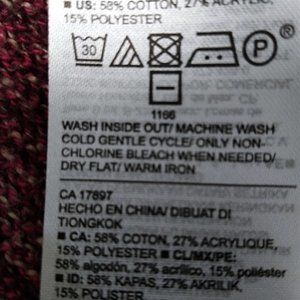 ■ US: 58% COTTON, 27% ACRYLIC,
15% POLYESTER
30 P
1166
WASH INSIDE OUT/ MACHINE WASH
COLD GENTLE CYCLE/ ONLY NON-
CHLORINE BLEACH WHEN NEEDED/
DRY FLAT/ WARM IRON
CA 17897
HECHO EN CHINA/ DIBUAT DI
TIONGKOK
■ CA: 58% COTON, 27% ACRYLIQUE,
15% POLYESTER ■ CL/MX/PE:
58% algodón, 27% acrílico, 15% poliéster
■ ID: 58% KAPAS, 27% AKRILIK,
15% POLISTER